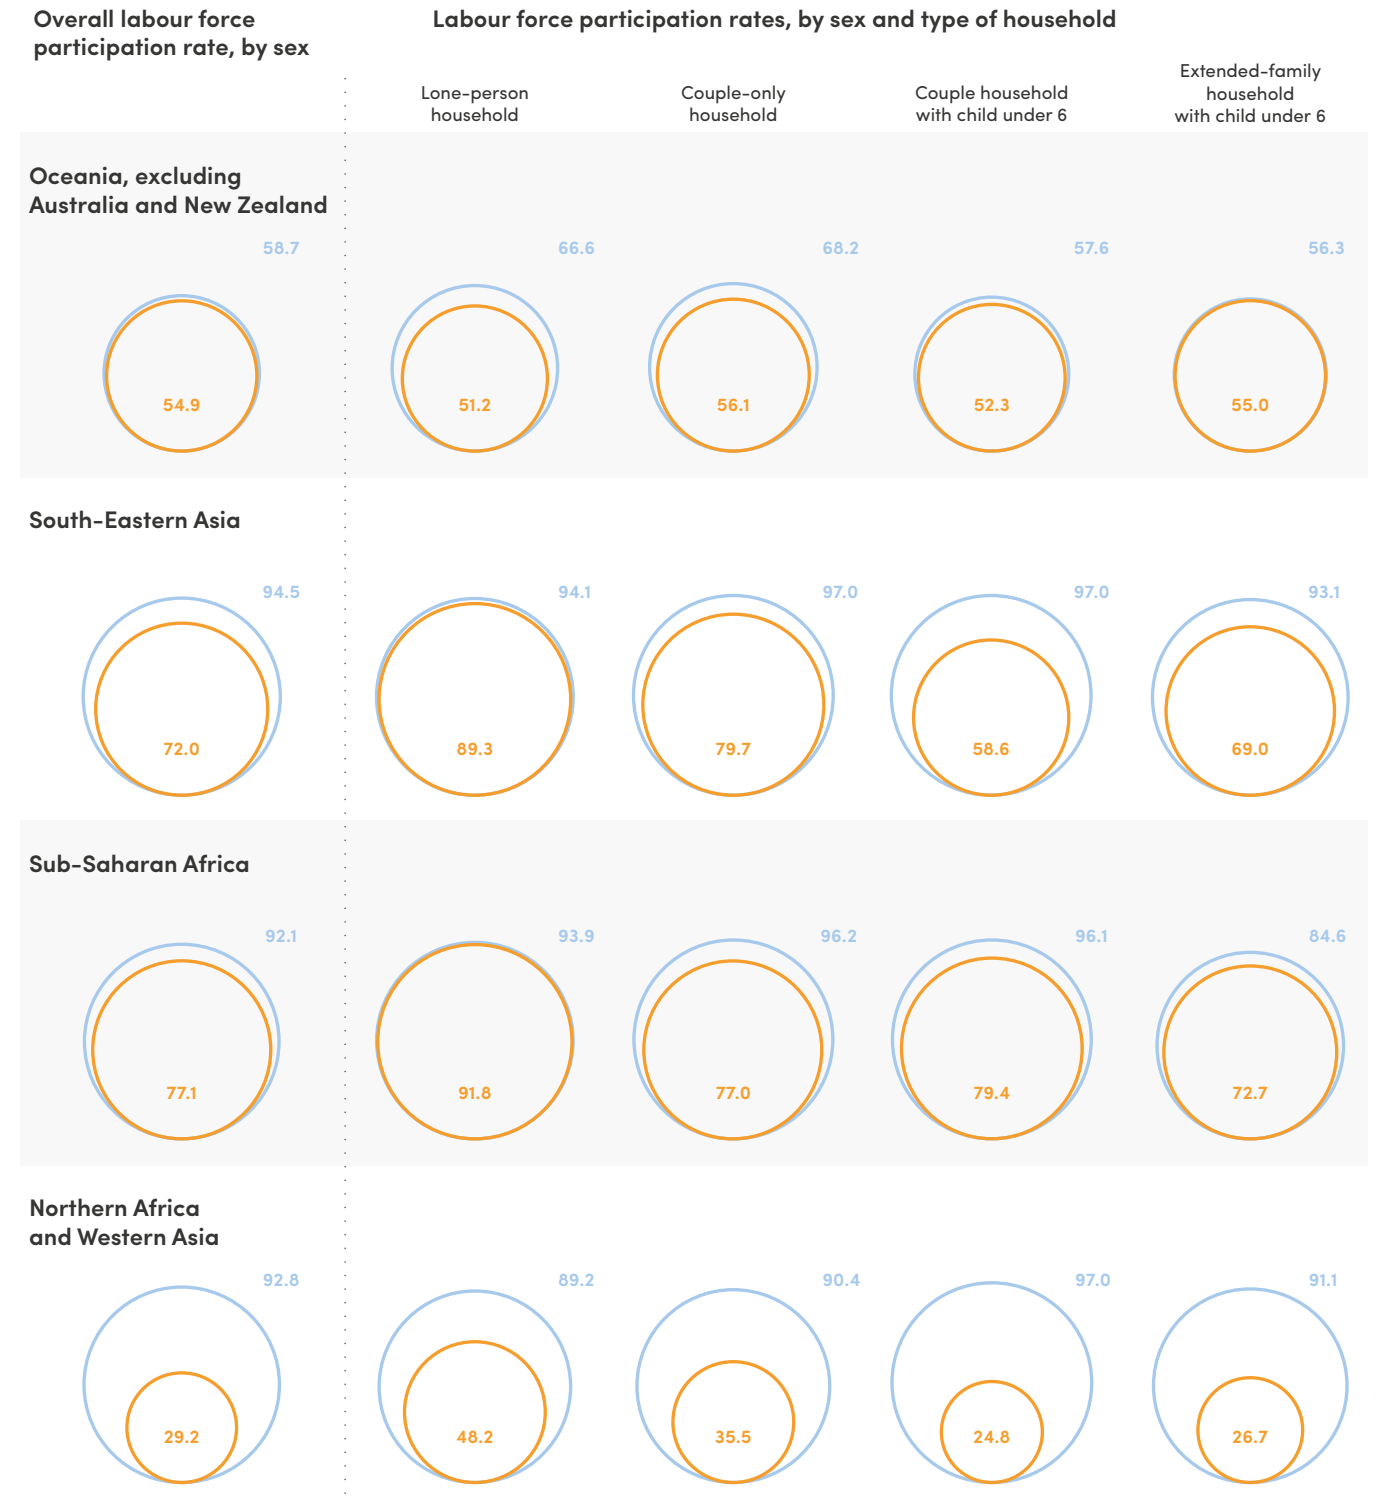 Overall labour force
participation rate, by sex
Labour force participation rates, by sex and type of household
Lone-person
household
Couple-only
household
Couple household
with child under 6
Extended-family
household
with child under 6
Oceania, excluding
Australia and New Zealand
58.7
66.6
68.2
57.6
56.3
54.9
51.2
56.1
52.3
55.0
South-Eastern Asia
94.5
94.1
97.0
97.0
93.1
72.0
89.3
79.7
58.6
69.0
Sub-Saharan Africa
92.1
93.9
96.2
96.1
84.6
77.1
91.8
77.0
79.4
72.7
Northern Africa
and Western Asia
92.8
89.2
90.4
97.0
91.1
29.2
48.2
35.5
24.8
26.7